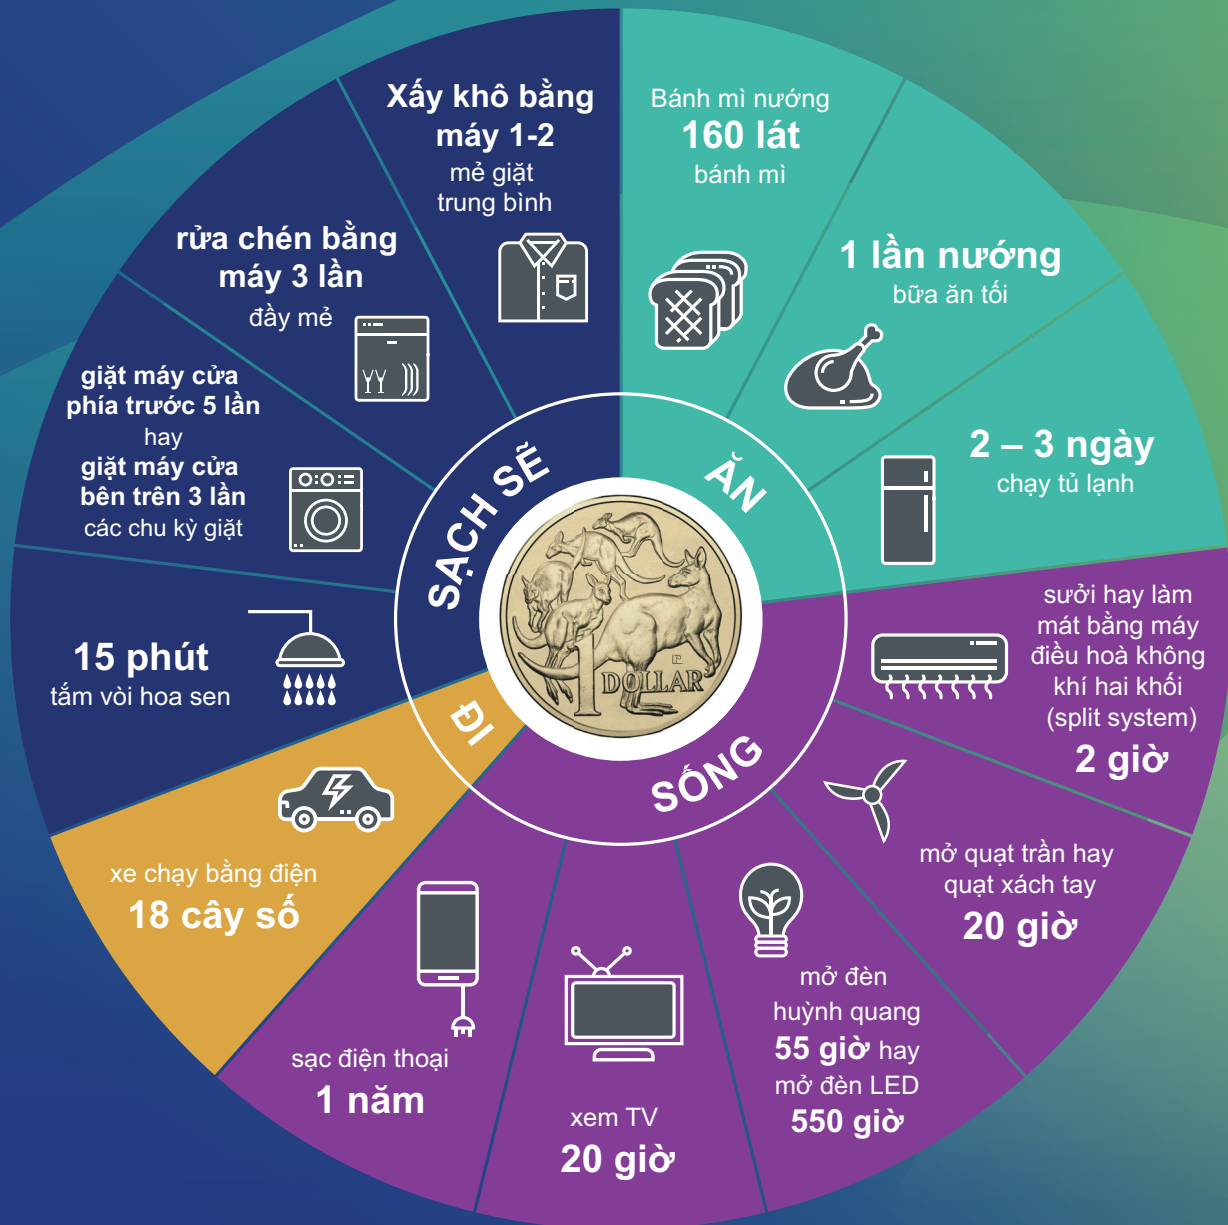 Xấy khô bằng
máy 1-2
mẻ giặt
trung bình
Bánh mì nướng
160 lát
bánh mì
1 lần nướng
bữa ăn tối
2 – 3 ngày
chạy tủ lạnh
sưởi hay làm
mát bằng máy
điều hoà không
khí hai khối
(split system)
2 giờ
mở quạt trần hay
quạt xách tay
20 giờ
mở đèn
huỳnh quang
55 giờ hay
mở đèn LED
550 giờ
xem TV
20 giờ
sạc điện thoại
1 năm
xe chạy bằng điện
18 cây số
15 phút
tắm vòi hoa sen
giặt máy cửa
phía trước 5 lần
hay
giặt máy cửa
bên trên 3 lần
các chu kỳ giặt
rửa chén bằng
máy 3 lần
đầy mẻ
SẠCH SẼ
ĂN
SỐNG
ĐI
1
DOLLAR